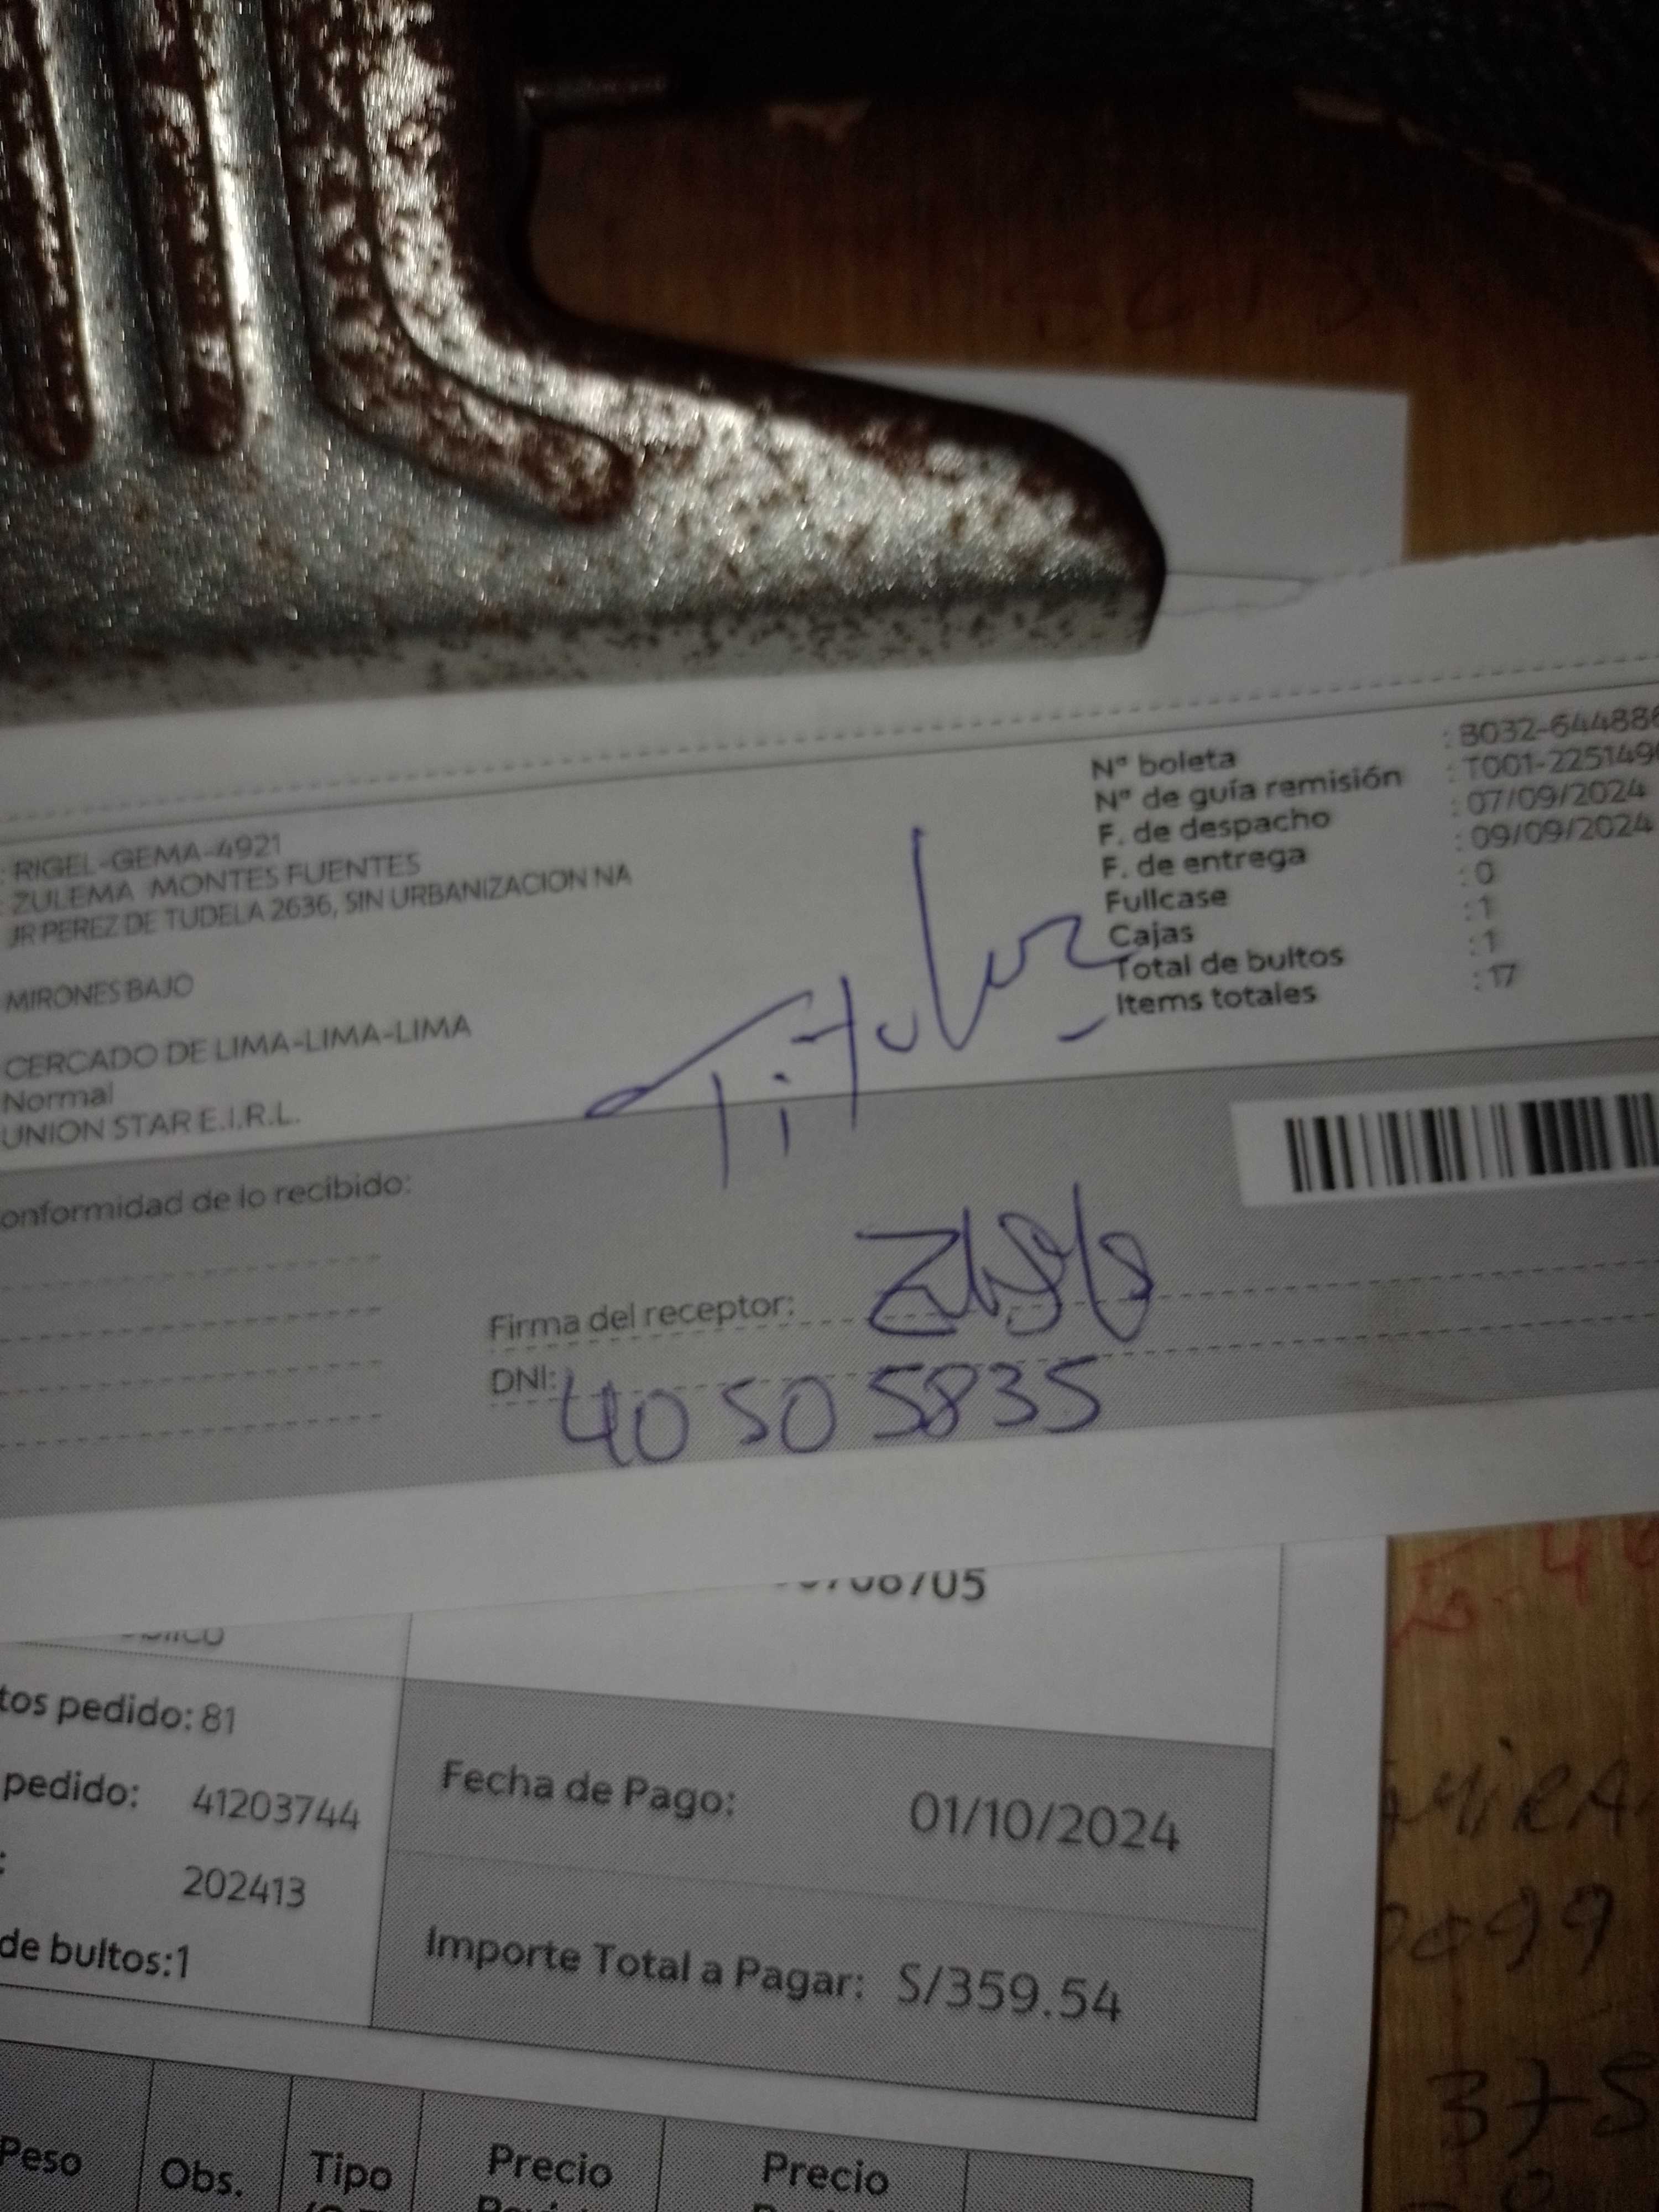 Nº boleta
Nº de guía remisión
F. de despacho : 07/09/2024
F. de entrega : 09/09/2024
Fullcase : 0
Cajas : 1
Total de bultos : 1
Items totales : 17
: RIGEL-GEMA-4921
: ZULEMA MONTES FUENTES
JR PEREZ DE TUDELA 2636, SIN URBANIZACION NA
MIRONES BAJO
CERCADO DE LIMA-LIMA-LIMA
Normal
UNION STAR E.I.R.L.
Titular
onformidad de lo recibido:
Firma del receptor:
DNI: 40505835
tos pedido: 81
pedido: 41203744
: 202413
de bultos:1
Fecha de Pago: 01/10/2024
Importe Total a Pagar: S/359.54
Peso
Obs.
Tipo
Precio
Precio